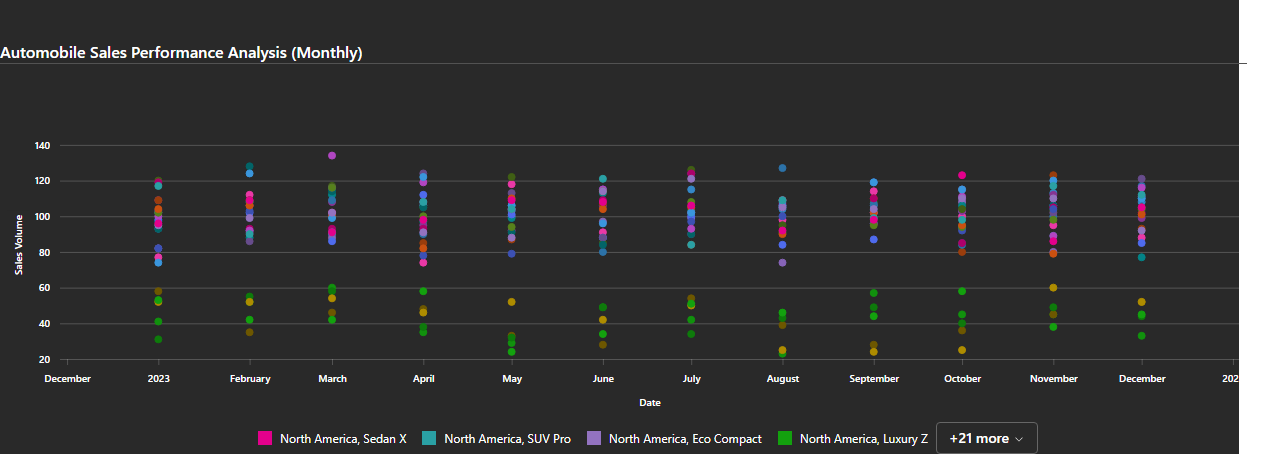 Automobile Sales Performance Analysis (Monthly)
140
120
100
80
60
40
20
Sales Volume
December 2023 February March April May June July August September October November December 202
Date
North America, Sedan X North America, SUV Pro North America, Eco Compact North America, Luxury Z +21 more